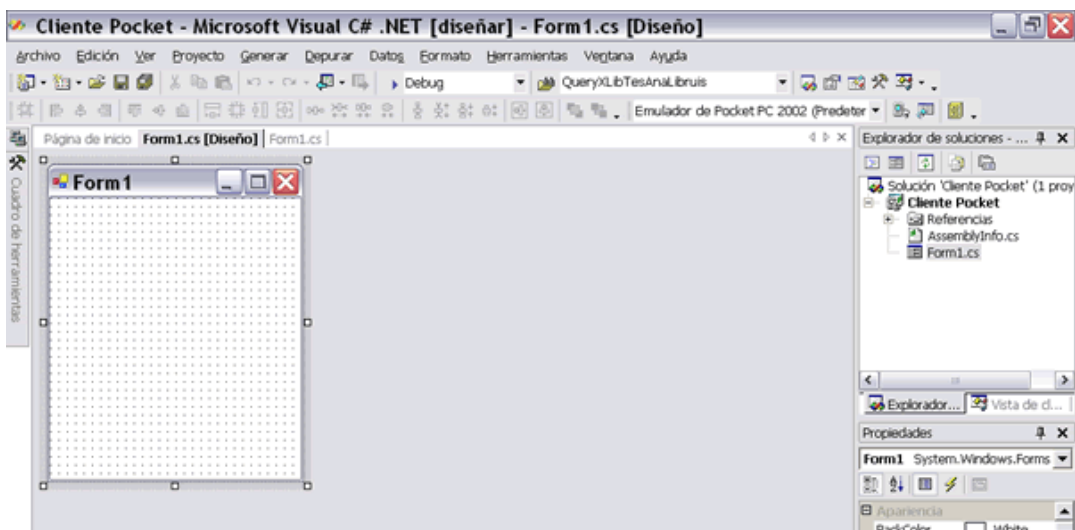 Cliente Pocket - Microsoft Visual C# .NET [diseñar] - Form1.cs [Diseño]
Archivo Edición Ver Proyecto Generar Depurar Datos Formato Herramientas Ventana Ayuda
Debug QueryXLibTesAnaLibruis
Emulador de Pocket PC 2002 (Predeter
Página de inicio Form1.cs [Diseño] Form1.cs
Explorador de soluciones - ...
Cuadro de herramientas
Form1
Solución 'Cliente Pocket' (1 proy
Cliente Pocket
Referencias
AssemblyInfo.cs
Form1.cs
Explorador... Vista de cl...
Propiedades
Form1 System.Windows.Forms
Apariencia
BackColor White